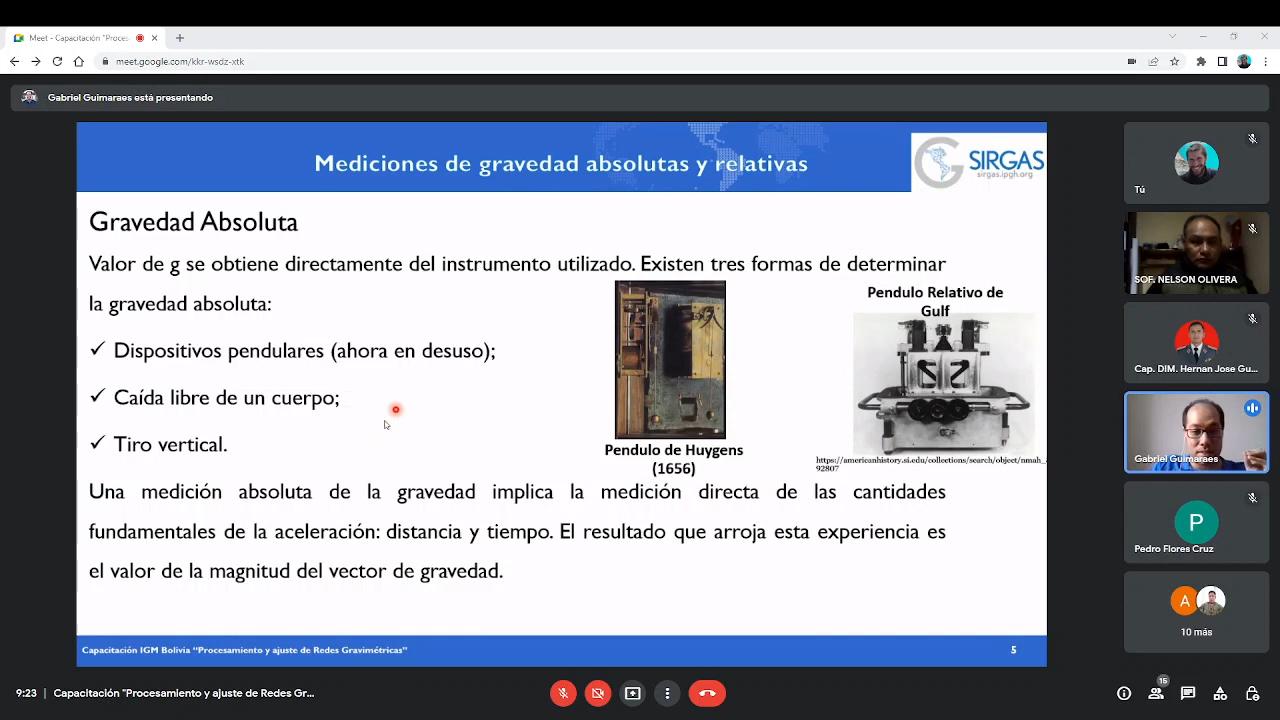 Meet - Capacitación "Proces
meet.google.com/kkr-wsdz-xtk
Gabriel Guimaraes está presentando
Mediciones de gravedad absolutas y relativas
SIRGAS
sirgas.ipgh.org
Gravedad Absoluta
Valor de g se obtiene directamente del instrumento utilizado. Existen tres formas de determinar
la gravedad absoluta:
✓ Dispositivos pendulares (ahora en desuso);
✓ Caída libre de un cuerpo;
✓ Tiro vertical.
Pendulo de Huygens
(1656)
Pendulo Relativo de
Gulf
https://americanhistory.si.edu/collections/search/object/nmah_
92807
Una medición absoluta de la gravedad implica la medición directa de las cantidades
fundamentales de la aceleración: distancia y tiempo. El resultado que arroja esta experiencia es
el valor de la magnitud del vector de gravedad.
Capacitación IGM Bolivia "Procesamiento y ajuste de Redes Gravimétricas"
5
Tú
SOF. NELSON OLIVERA
Cap. DIM. Hernan Jose Gu...
Gabriel Guimaraes
P
Pedro Flores Cruz
A
10 más
9:23 | Capacitación "Procesamiento y ajuste de Redes Gr...
15